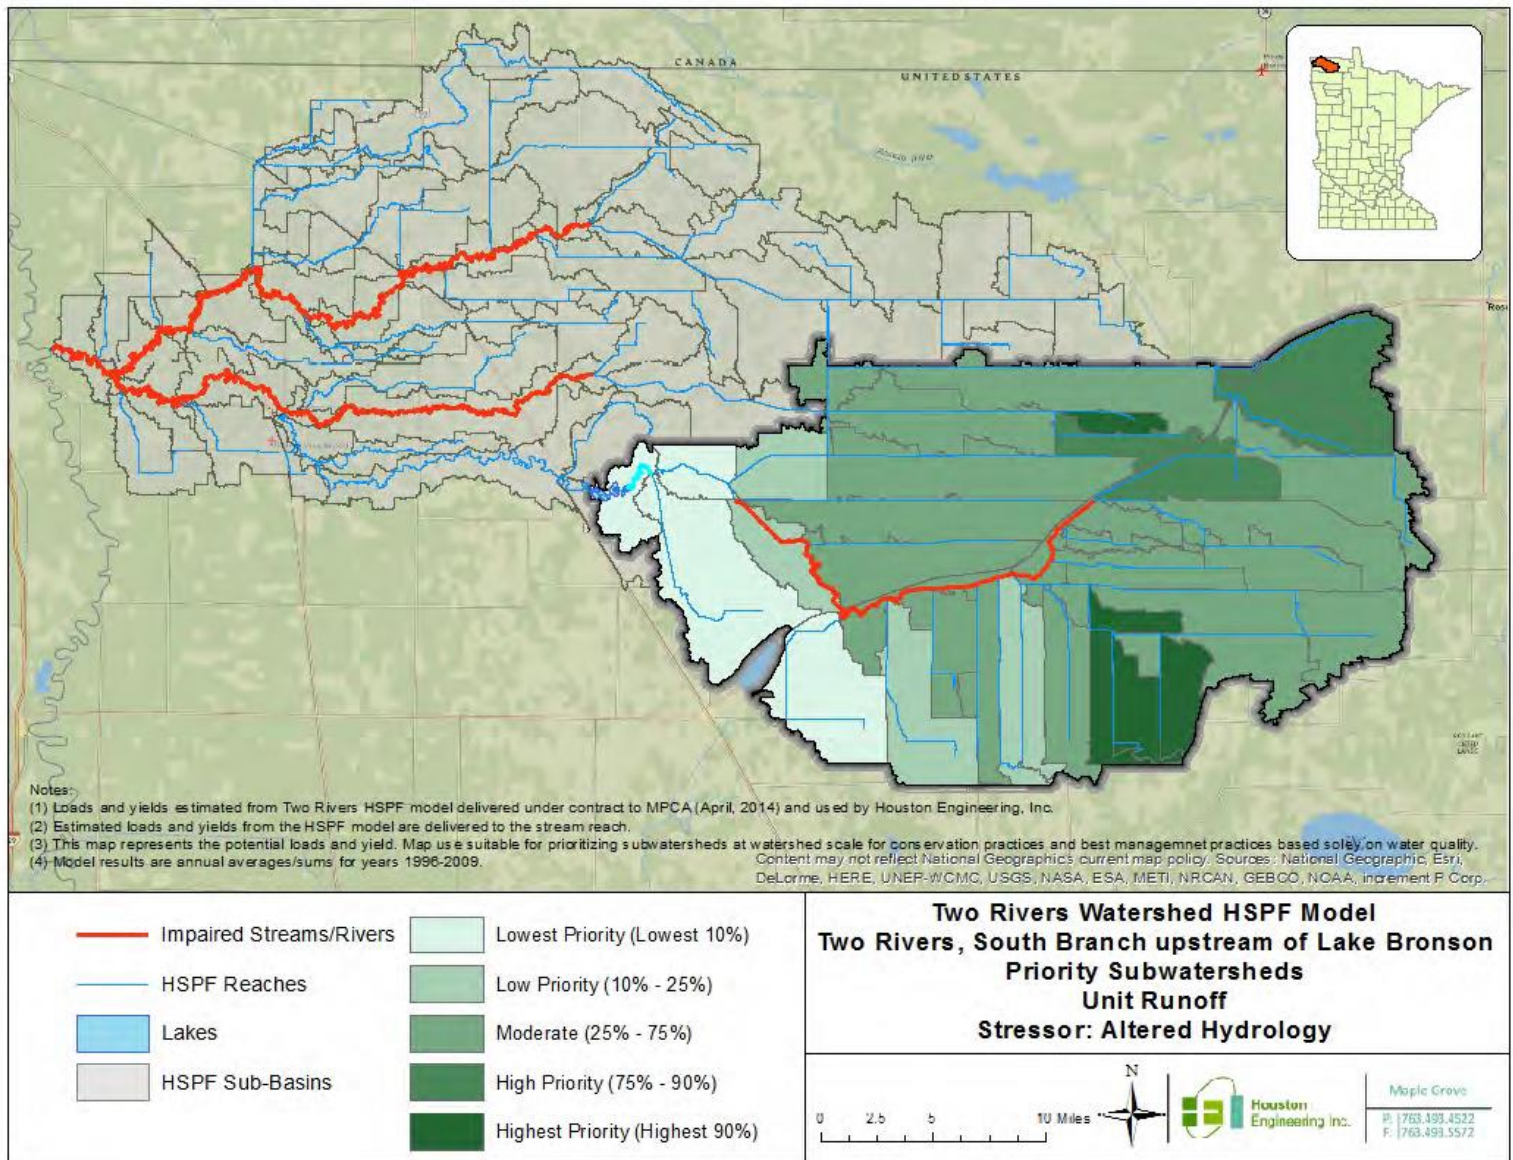 CANADA
UNITED STATES
Notes:
(1) Loads and yields estimated from Two Rivers HSPF model delivered under contract to MPCA (April, 2014) and used by Houston Engineering, Inc.
(2) Estimated loads and yields from the HSPF model are delivered to the stream reach.
(3) This map represents the potential loads and yield. Map use suitable for prioritizing subwatersheds at watershed scale for conservation practices and best managemnet practices based soley on water quality.
(4) Model results are annual averages/sums for years 1996-2009.
Content may not reflect National Geographic's current map policy. Sources: National Geographic, Esri,
DeLorme, HERE, UNEP-WCMC, USGS, NASA, ESA, METI, NRCAN, GEBCO, NOAA, increment P Corp.
Impaired Streams/Rivers
HSPF Reaches
Lakes
HSPF Sub-Basins
Lowest Priority (Lowest 10%)
Low Priority (10% - 25%)
Moderate (25% - 75%)
High Priority (75% - 90%)
Highest Priority (Highest 90%)
Two Rivers Watershed HSPF Model
Two Rivers, South Branch upstream of Lake Bronson
Priority Subwatersheds
Unit Runoff
Stressor: Altered Hydrology
0 2.5 5 10 Miles
N
Houston
Engineering Inc.
Maple Grove
P: 763.493.4522
F: 763.493.5572